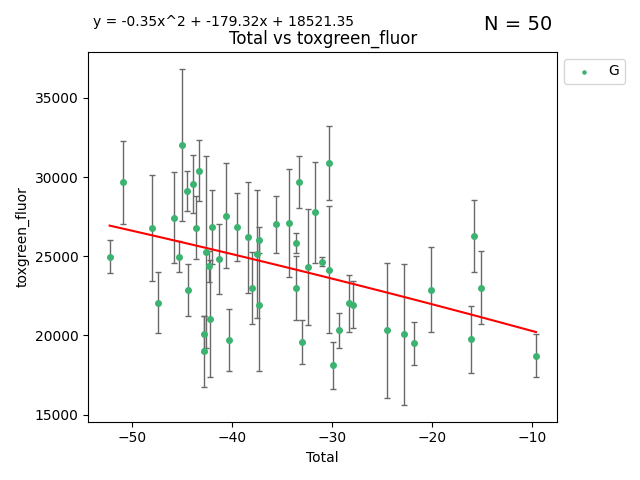 y = -0.35x^2 + -179.32x + 18521.35
N = 50
Total vs toxgreen_fluor
G
35000
30000
25000
20000
15000
toxgreen_fluor
−50
−40
−30
−20
−10
Total